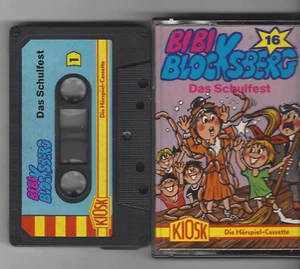 1
Das Schulfest
Die Hörspiel-Cassette
BIBI
BLOCKSBERG
KIOSK
BIBI
16
BLOCKSBERG
Das Schulfest
KIOSK
Die Hörspiel-Cassette